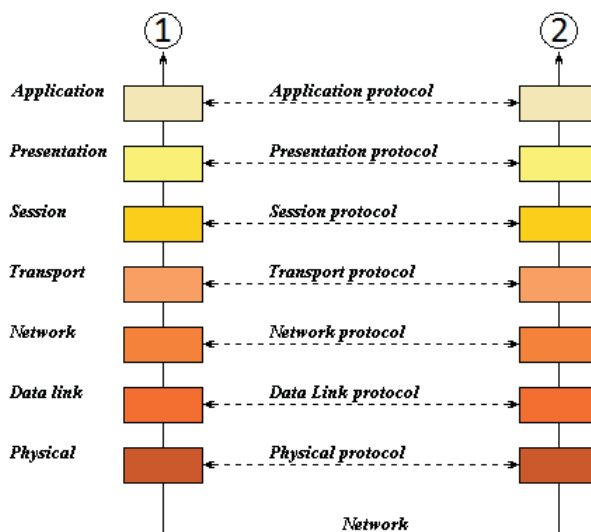 1 2
Application Application protocol
Presentation Presentation protocol
Session Session protocol
Transport Transport protocol
Network Network protocol
Data link Data Link protocol
Physical Physical protocol
Network